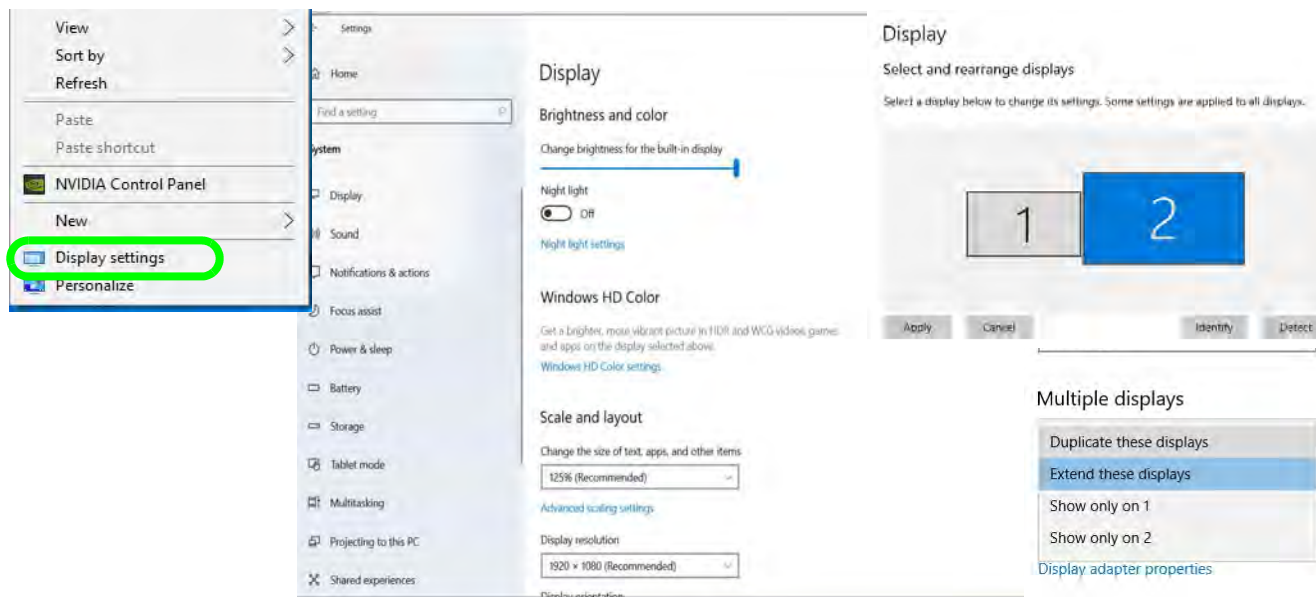 View
Sort by
Refresh
Paste
Paste shortcut
NVIDIA Control Panel
New
Display settings
Personalize
Settings
Home
Find a setting
System
Display
Sound
Notifications & actions
Focus assist
Power & sleep
Battery
Storage
Tablet mode
Multitasking
Projecting to this PC
Shared experiences
Display
Brightness and color
Change brightness for the built-in display
Night light
Off
Night light settings
Windows HD Color
Get a brighter, more vibrant picture in HDR and WCG videos, games
and apps on the display selected above.
Windows HD Color settings
Scale and layout
Change the size of text, apps, and other items
125% (Recommended)
Advanced scaling settings
Display resolution
1920 × 1080 (Recommended)
Display orientation
Display
Select and rearrange displays
Select a display below to change its settings. Some settings are applied to all displays.
1
2
Apply
Cancel
Identify
Detect
Multiple displays
Duplicate these displays
Extend these displays
Show only on 1
Show only on 2
Display adapter properties